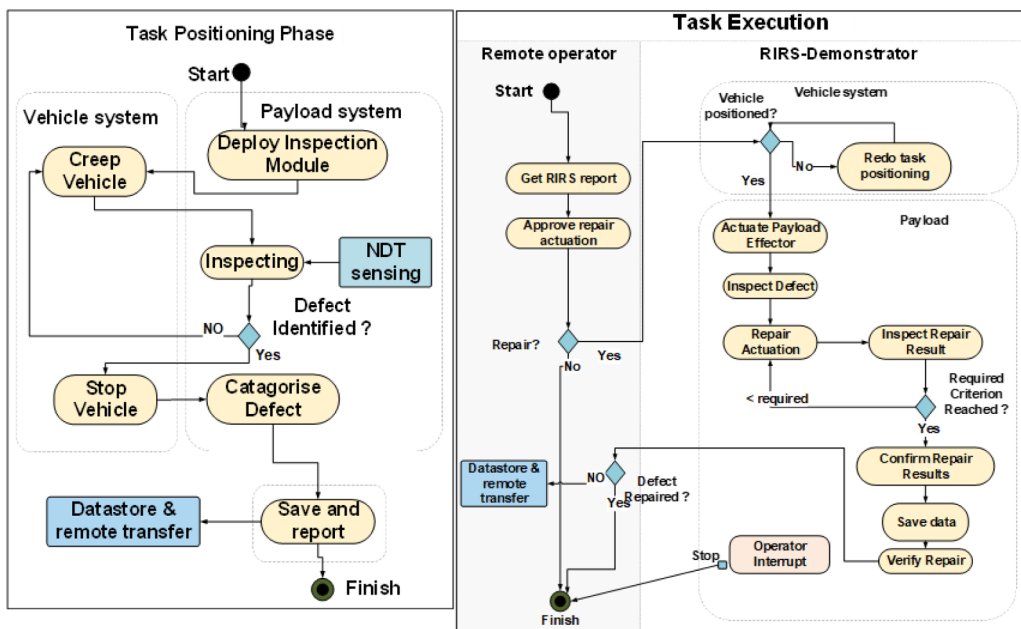 Task Positioning Phase
Start
Vehicle system
Payload system
Deploy Inspection
Module
Creep
Vehicle
Inspecting
NDT
sensing
Defect
Identified ?
NO
Yes
Stop
Vehicle
Catagorise
Defect
Datastore &
remote transfer
Save and
report
Finish
Task Execution
Remote operator
RIRS-Demonstrator
Start
Vehicle
positioned?
Vehicle system
No
Redo task
positioning
Yes
Get RIRS report
Approve repair
actuation
Payload
Actuate Payload
Effector
Inspect Defect
Repair?
Yes
No
Repair
Actuation
Inspect Repair
Result
< required
Required
Criterion
Reached ?
Yes
Confirm Repair
Results
Datastore &
remote transfer
NO
Defect
Repaired ?
Yes
Save data
Stop
Operator
Interrupt
Verify Repair
Finish